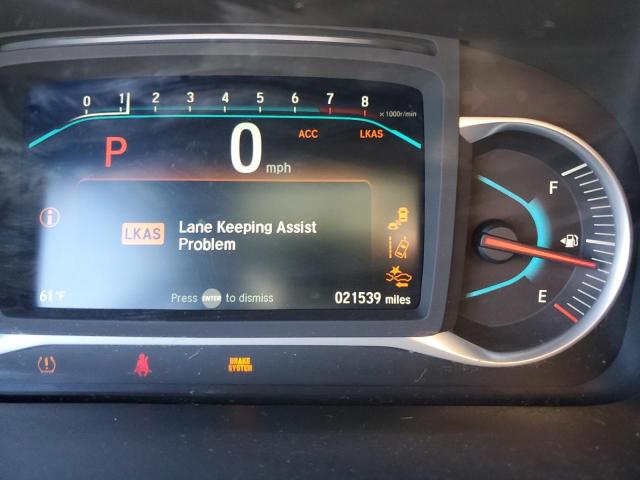 0 1 2 3 4 5 6 7 8
×1000r/min
P 0 mph
ACC
LKAS
LKAS
Lane Keeping Assist
Problem
61°F
Press ENTER to dismiss
021539 miles
F
E
BRAKE
SYSTEM